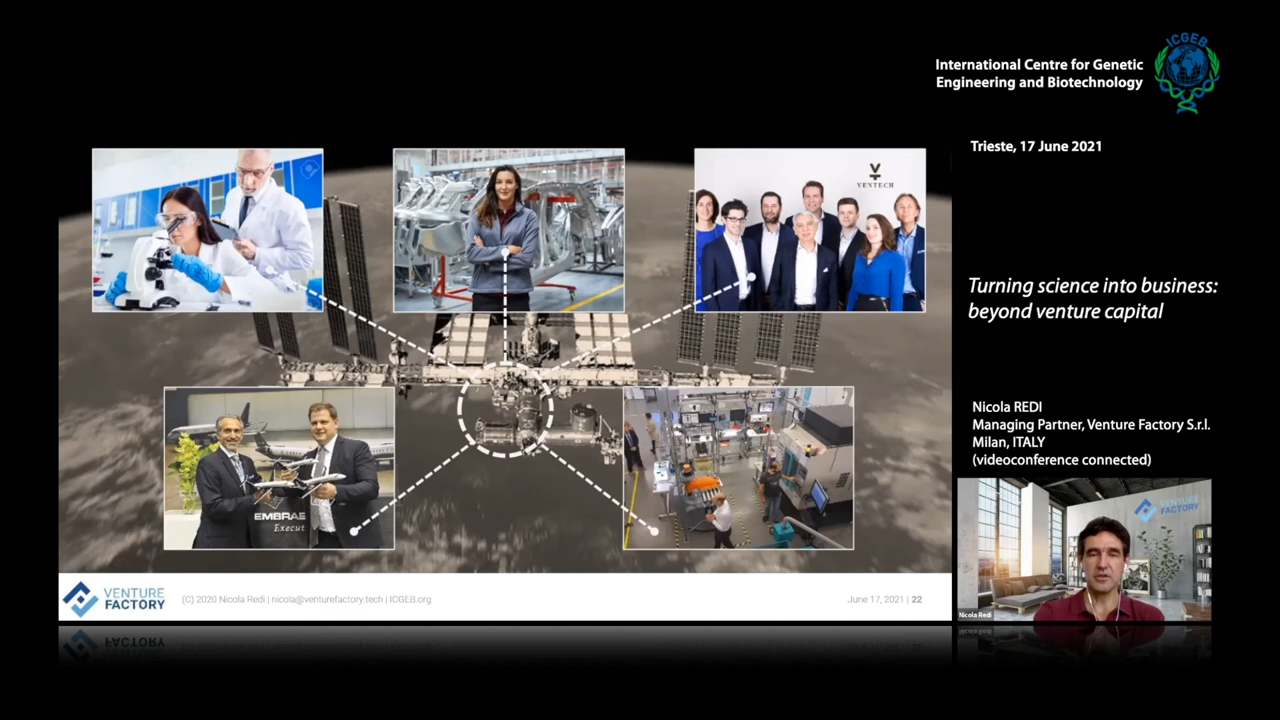 International Centre for Genetic
Engineering and Biotechnology
ICGEB
Trieste, 17 June 2021
VENTECH
Turning science into business:
beyond venture capital
Nicola REDI
Managing Partner, Venture Factory S.r.l.
Milan, ITALY
(videoconference connected)
EMBRAE
Execut
VENTURE
FACTORY
Nicola Redi
VENTURE
FACTORY
(C) 2020 Nicola Redi | nicola@venturefactory.tech | ICGEB.org
June 17, 2021 | 22